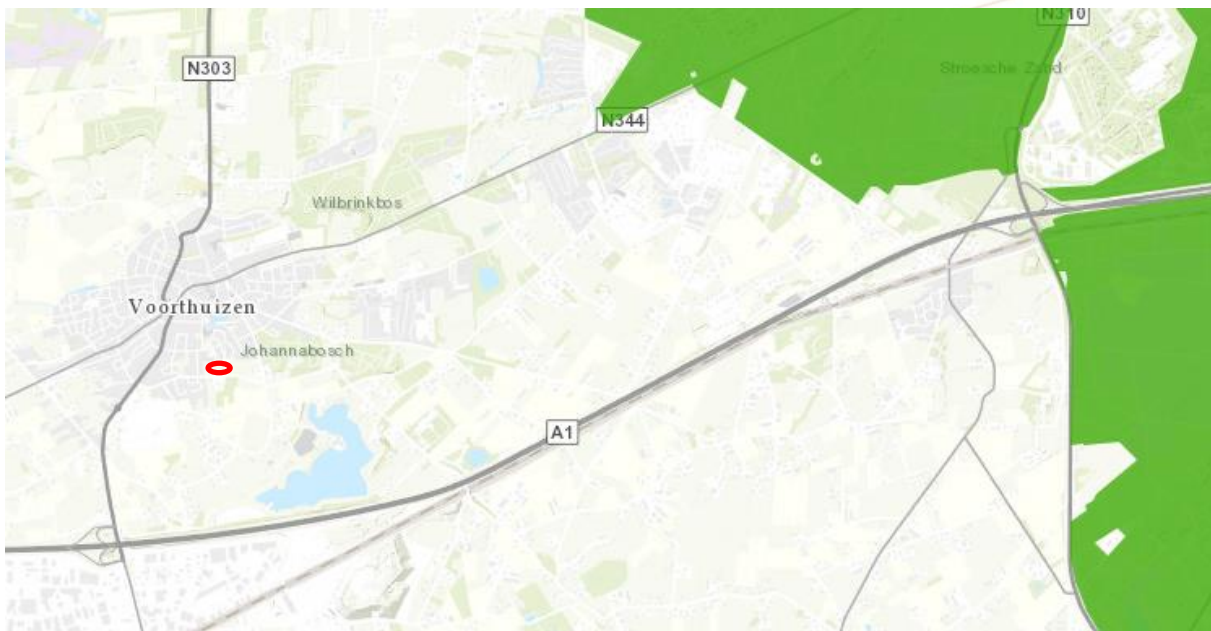 N310
N303
Stroesche Zand
N344
Wilbrinkbos
Voorthuizen
Johannabosch
A1